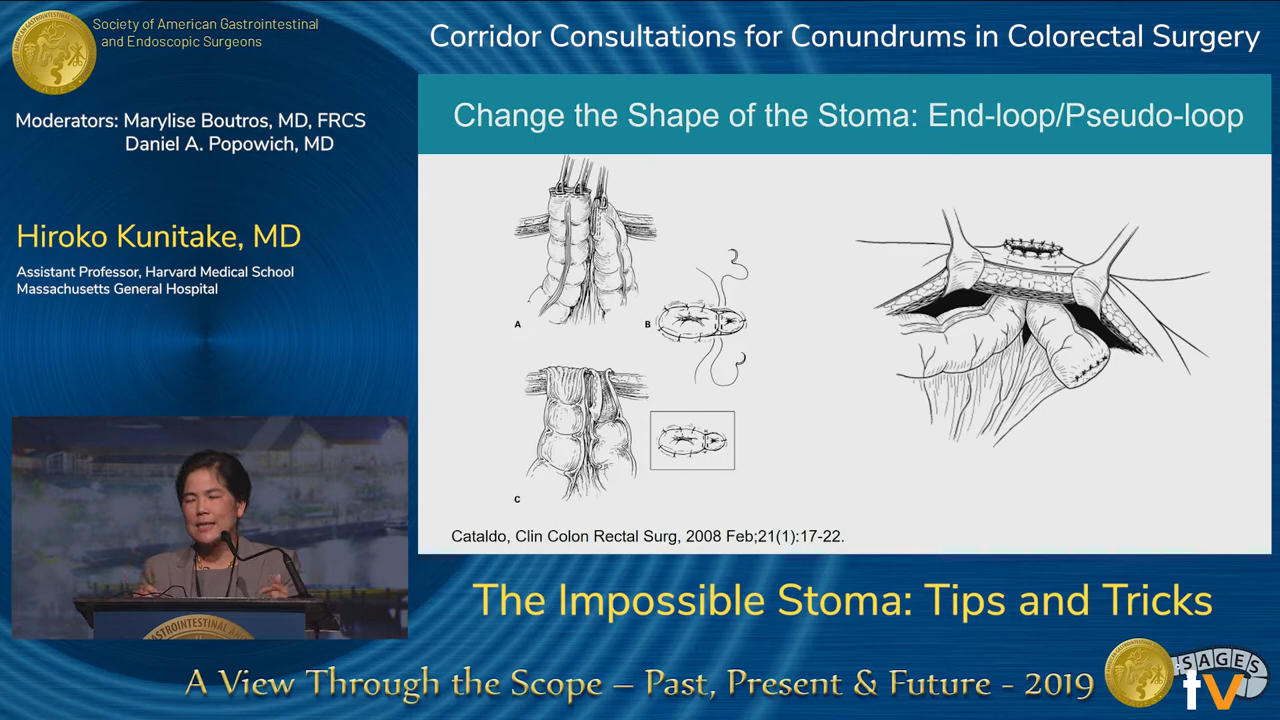 Society of American Gastrointestinal
and Endoscopic Surgeons
Corridor Consultations for Conundrums in Colorectal Surgery
Moderators: Marylise Boutros, MD, FRCS
Daniel A. Popowich, MD
Hiroko Kunitake, MD
Assistant Professor, Harvard Medical School
Massachusetts General Hospital
Change the Shape of the Stoma: End-loop/Pseudo-loop
A
B
C
Cataldo, Clin Colon Rectal Surg, 2008 Feb;21(1):17-22.
The Impossible Stoma: Tips and Tricks
A View Through the Scope – Past, Present & Future - 2019
SAGES
tv